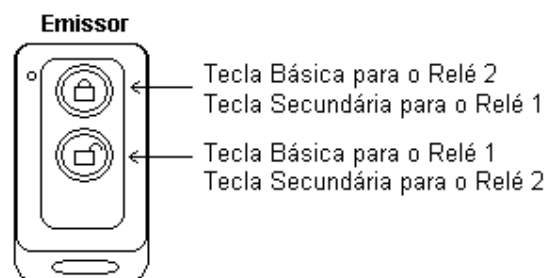 Emissor
Tecla Básica para o Relé 2
Tecla Secundária para o Relé 1
Tecla Básica para o Relé 1
Tecla Secundária para o Relé 2